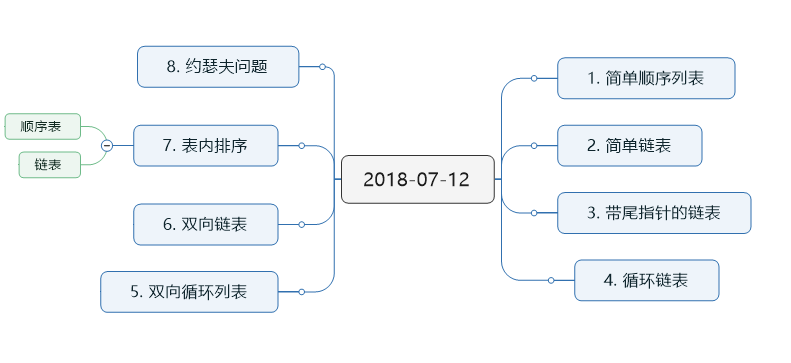 2018-07-12
1. 简单顺序列表
2. 简单链表
3. 带尾指针的链表
4. 循环链表
5. 双向循环列表
6. 双向链表
7. 表内排序
顺序表
链表
8. 约瑟夫问题